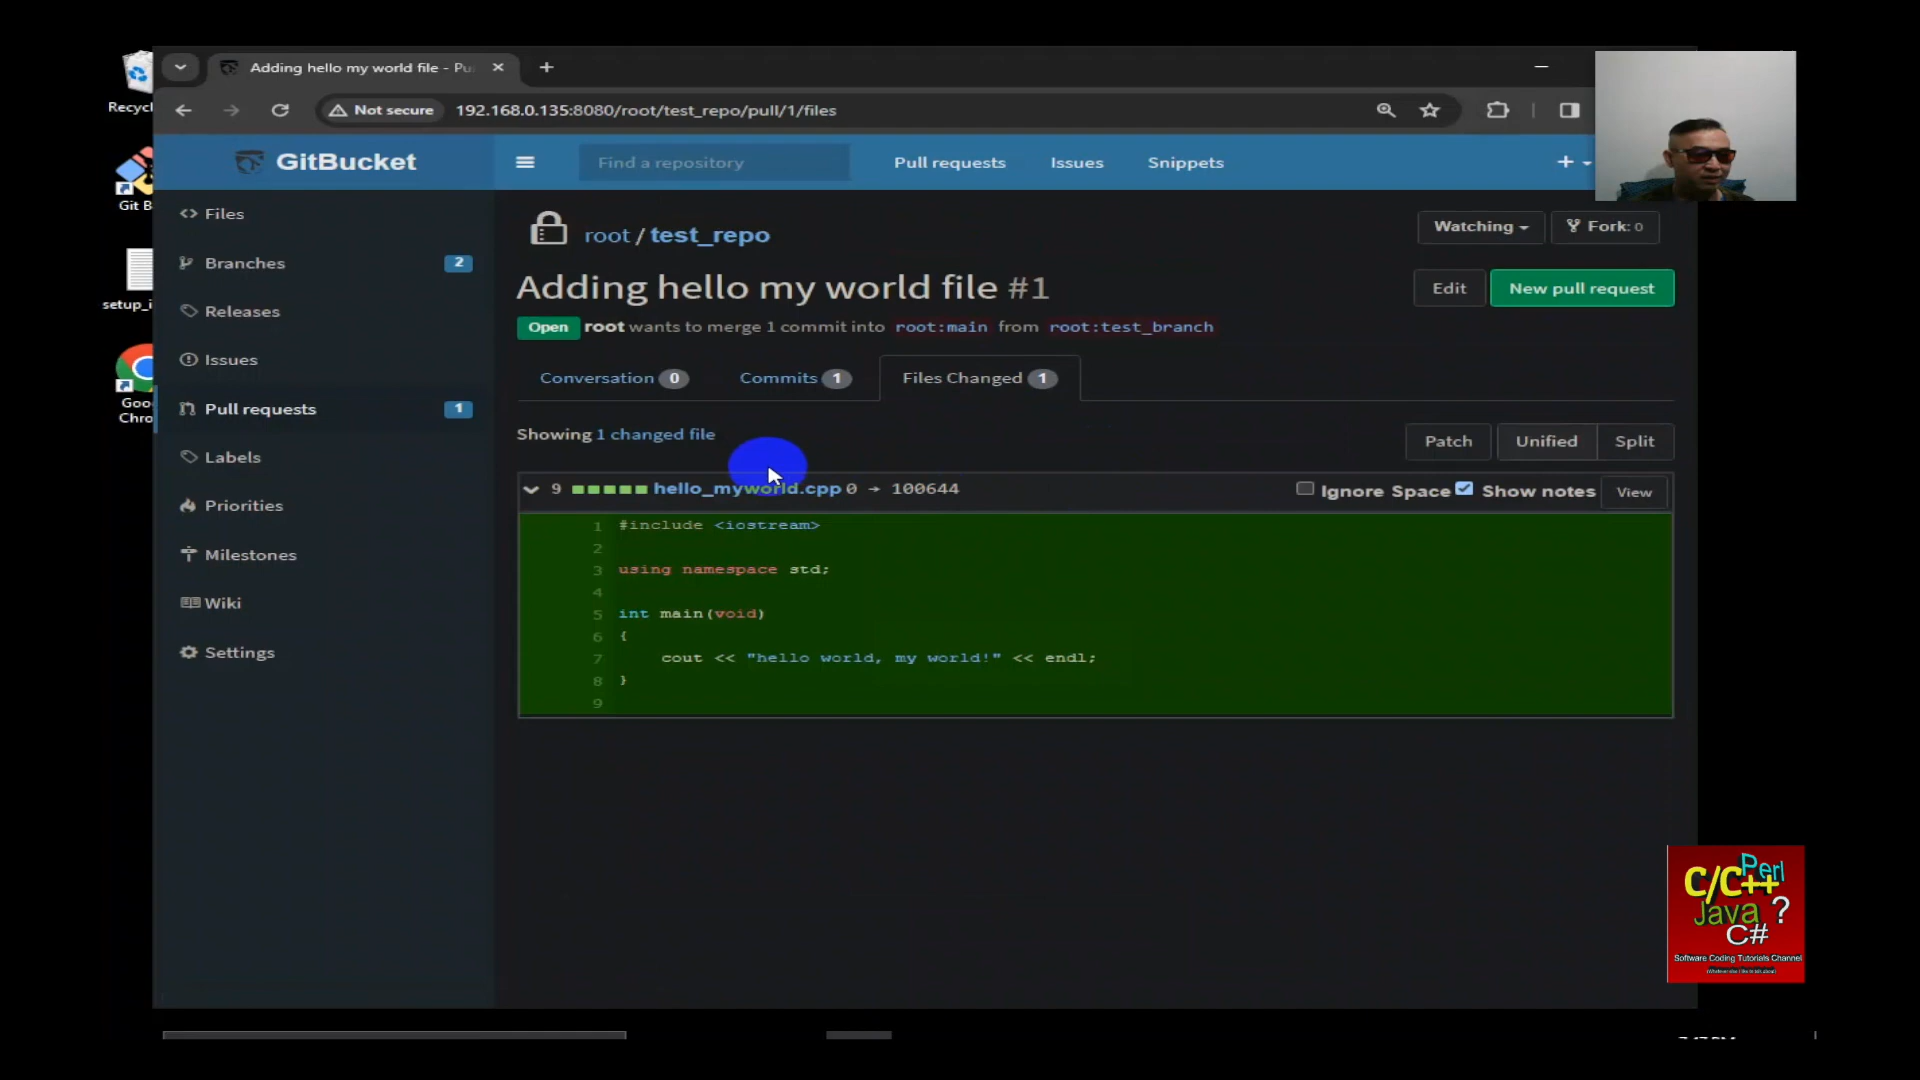 Adding hello my world file - Pu
Recycl
Not secure
192.168.0.135:8080/root/test_repo/pull/1/files
GitBucket
Find a repository
Pull requests
Issues
Snippets
Git B
setup_i
Goo
Chro
Files
Branches 2
Releases
Issues
Pull requests 1
Labels
Priorities
Milestones
Wiki
Settings
root / test_repo
Watching
Fork: 0
Adding hello my world file #1
Edit
New pull request
Open root wants to merge 1 commit into root:main from root:test_branch
Conversation 0
Commits 1
Files Changed 1
Showing 1 changed file
Patch
Unified
Split
9 hello_myworld.cpp 0 → 100644
Ignore Space
Show notes
View
1 #include <iostream>
2
3 using namespace std;
4
5 int main(void)
6 {
7 cout << "hello world, my world!" << endl;
8 }
9
C/C++
Perl
Java ?
C#
Software Coding Tutorials Channel